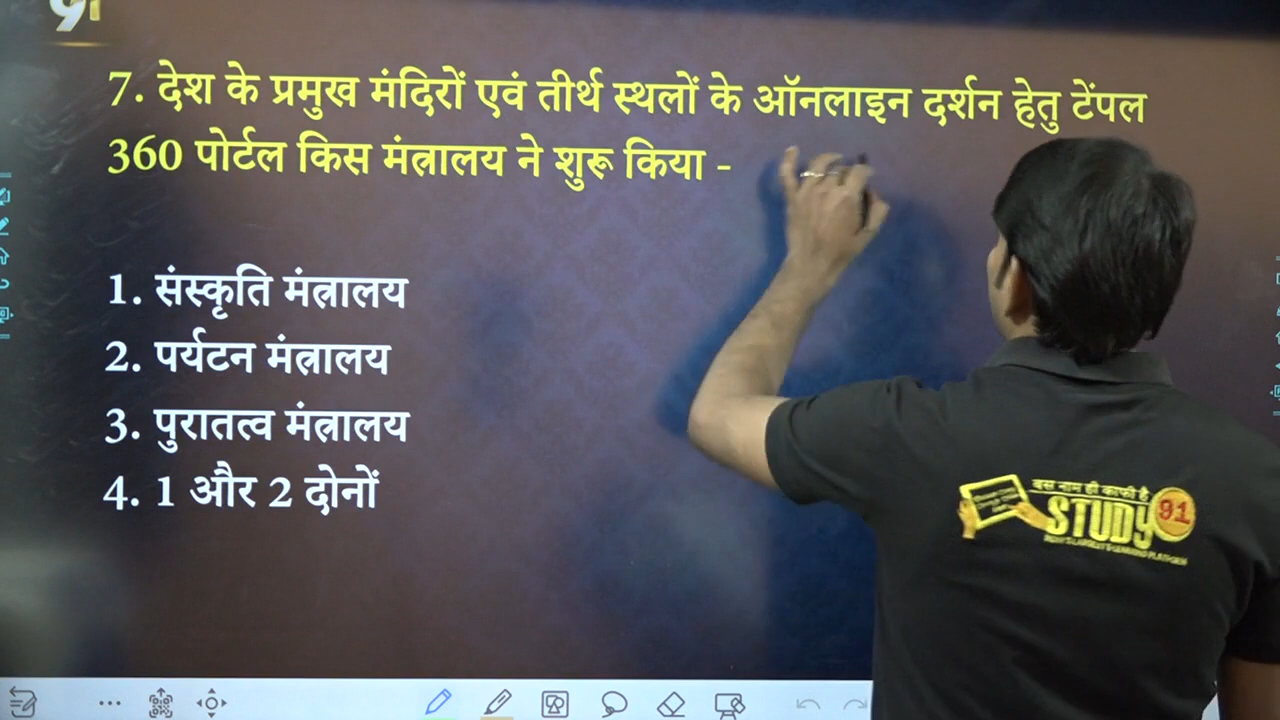 91
7. देश के प्रमुख मंदिरों एवं तीर्थ स्थलों के ऑनलाइन दर्शन हेतु टेंपल
360 पोर्टल किस मंत्रालय ने शुरू किया -
1. संस्कृति मंत्रालय
2. पर्यटन मंत्रालय
3. पुरातत्व मंत्रालय
4. 1 और 2 दोनों
बस नाम ही काफी है
STUDY 91